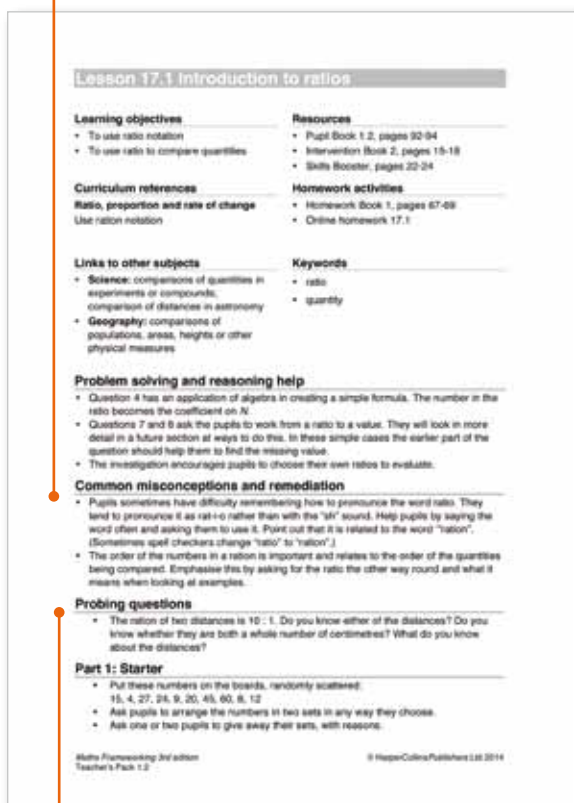 Lesson 17.1 Introduction to ratios
Learning objectives
• To use ratio notation
• To use ratio to compare quantities
Resources
• Pupil Book 1.2, pages 92-94
• Intervention Book 2, pages 15-18
• Skills Booster, pages 22-24
Curriculum references
Ratio, proportion and rate of change
Use ration notation
Homework activities
• Homework Book 1, pages 67-69
• Online homework 17.1
Links to other subjects
• Science: comparisons of quantities in
experiments or compounds,
comparison of distances in astronomy
• Geography: comparisons of
populations, areas, heights or other
physical measures
Keywords
• ratio
• quantity
Problem solving and reasoning help
• Question 4 has an application of algebra in creating a simple formula. The number in the
ratio becomes the coefficient on N.
• Questions 7 and 8 ask the pupils to work from a ratio to a value. They will look in more
detail in a future section at ways to do this. In these simple cases the earlier part of the
question should help them to find the missing value.
• The investigation encourages pupils to choose their own ratios to evaluate.
Common misconceptions and remediation
• Pupils sometimes have difficulty remembering how to pronounce the word ratio. They
tend to pronounce it as rat-i-o rather than with the "sh" sound. Help pupils by saying the
word often and asking them to use it. Point out that it is related to the word "ration".
(Sometimes spell checkers change "ratio" to "ration".)
• The order of the numbers in a ration is important and relates to the order of the quantities
being compared. Emphasise this by asking for the ratio the other way round and what it
means when looking at examples.
Probing questions
• The ration of two distances is 10 : 1. Do you know either of the distances? Do you
know whether they are both a whole number of centimetres? What do you know
about the distances?
Part 1: Starter
• Put these numbers on the boards, randomly scattered:
15, 4, 27, 24, 9, 20, 45, 60, 8, 12
• Ask pupils to arrange the numbers in two sets in any way they choose.
• Ask one or two pupils to give away their sets, with reasons.
Maths Frameworking 3rd edition
Teacher's Pack 1.2
© HarperCollinsPublishers Ltd 2014